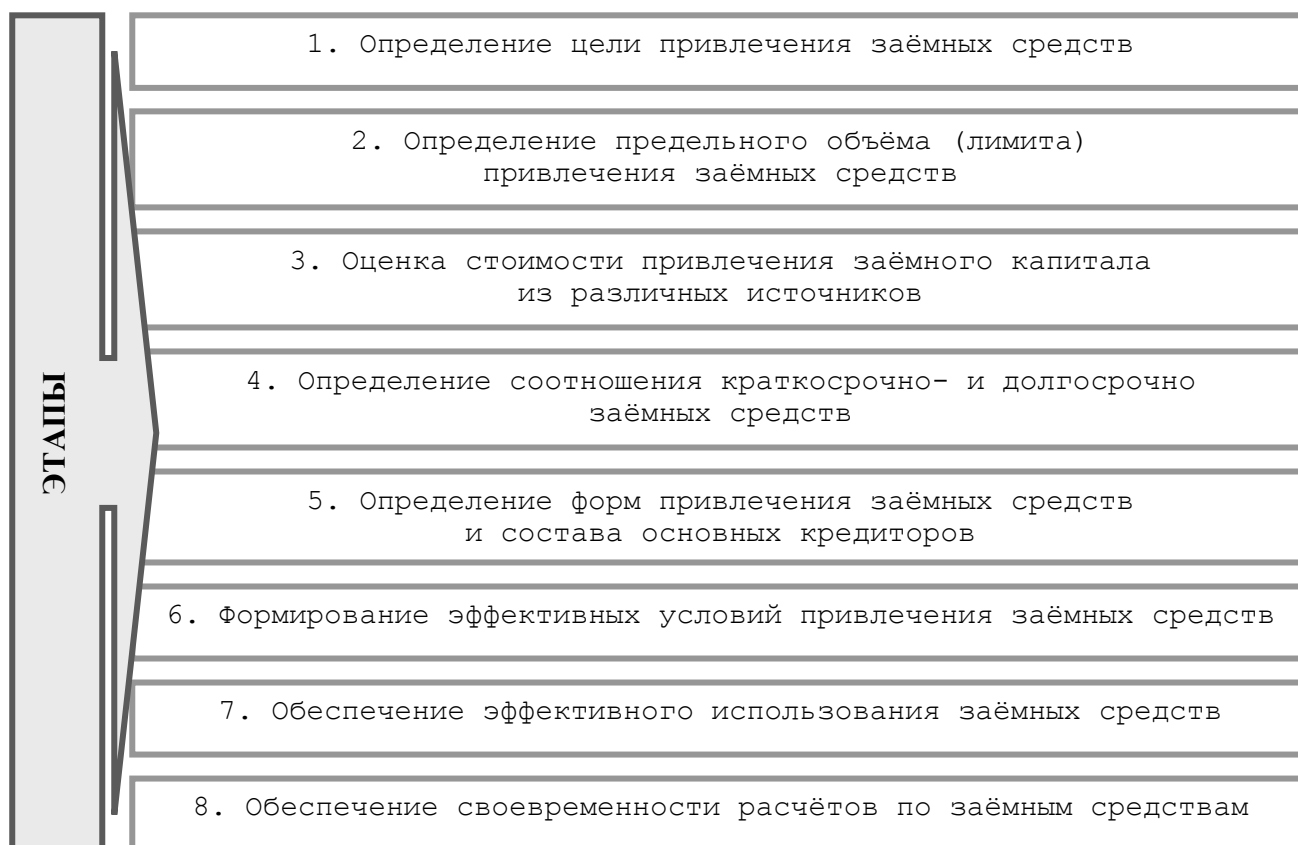 ЭТАПЫ
1. Определение цели привлечения заёмных средств
2. Определение предельного объёма (лимита)
привлечения заёмных средств
3. Оценка стоимости привлечения заёмного капитала
из различных источников
4. Определение соотношения краткосрочно- и долгосрочно
заёмных средств
5. Определение форм привлечения заёмных средств
и состава основных кредиторов
6. Формирование эффективных условий привлечения заёмных средств
7. Обеспечение эффективного использования заёмных средств
8. Обеспечение своевременности расчётов по заёмным средствам